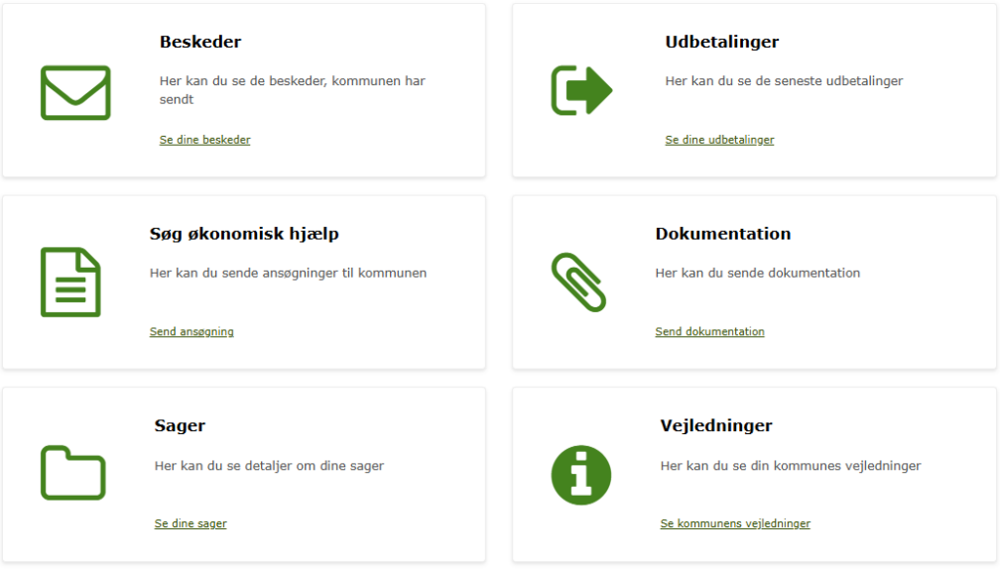 Beskeder
Her kan du se de beskeder, kommunen har
sendt
Se dine beskeder
Udbetalinger
Her kan du se de seneste udbetalinger
Se dine udbetalinger
Søg økonomisk hjælp
Her kan du sende ansøgninger til kommunen
Send ansøgning
Dokumentation
Her kan du sende dokumentation
Send dokumentation
Sager
Her kan du se detaljer om dine sager
Se dine sager
Vejledninger
Her kan du se din kommunes vejledninger
Se kommunens vejledninger